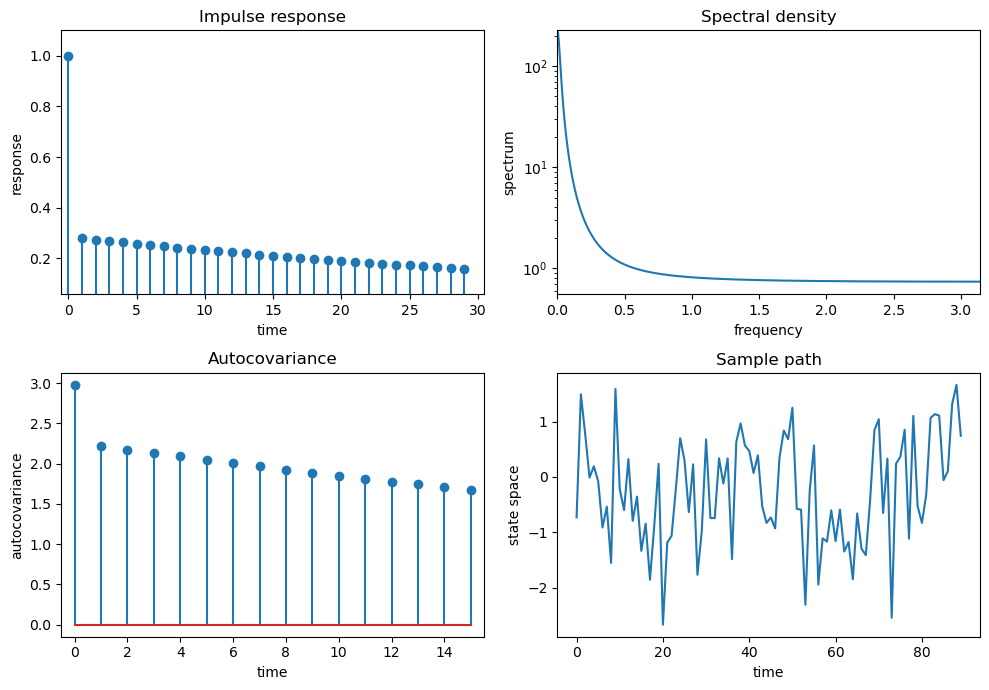 Impulse response
1.0
0.8
0.6
0.4
0.2
response
0 5 10 15 20 25 30
time
Spectral density
10²
10¹
10⁰
spectrum
0.0 0.5 1.0 1.5 2.0 2.5 3.0
frequency
Autocovariance
3.0
2.5
2.0
1.5
1.0
0.5
0.0
autocovariance
0 2 4 6 8 10 12 14
time
Sample path
1
0
−1
−2
state space
0 20 40 60 80
time